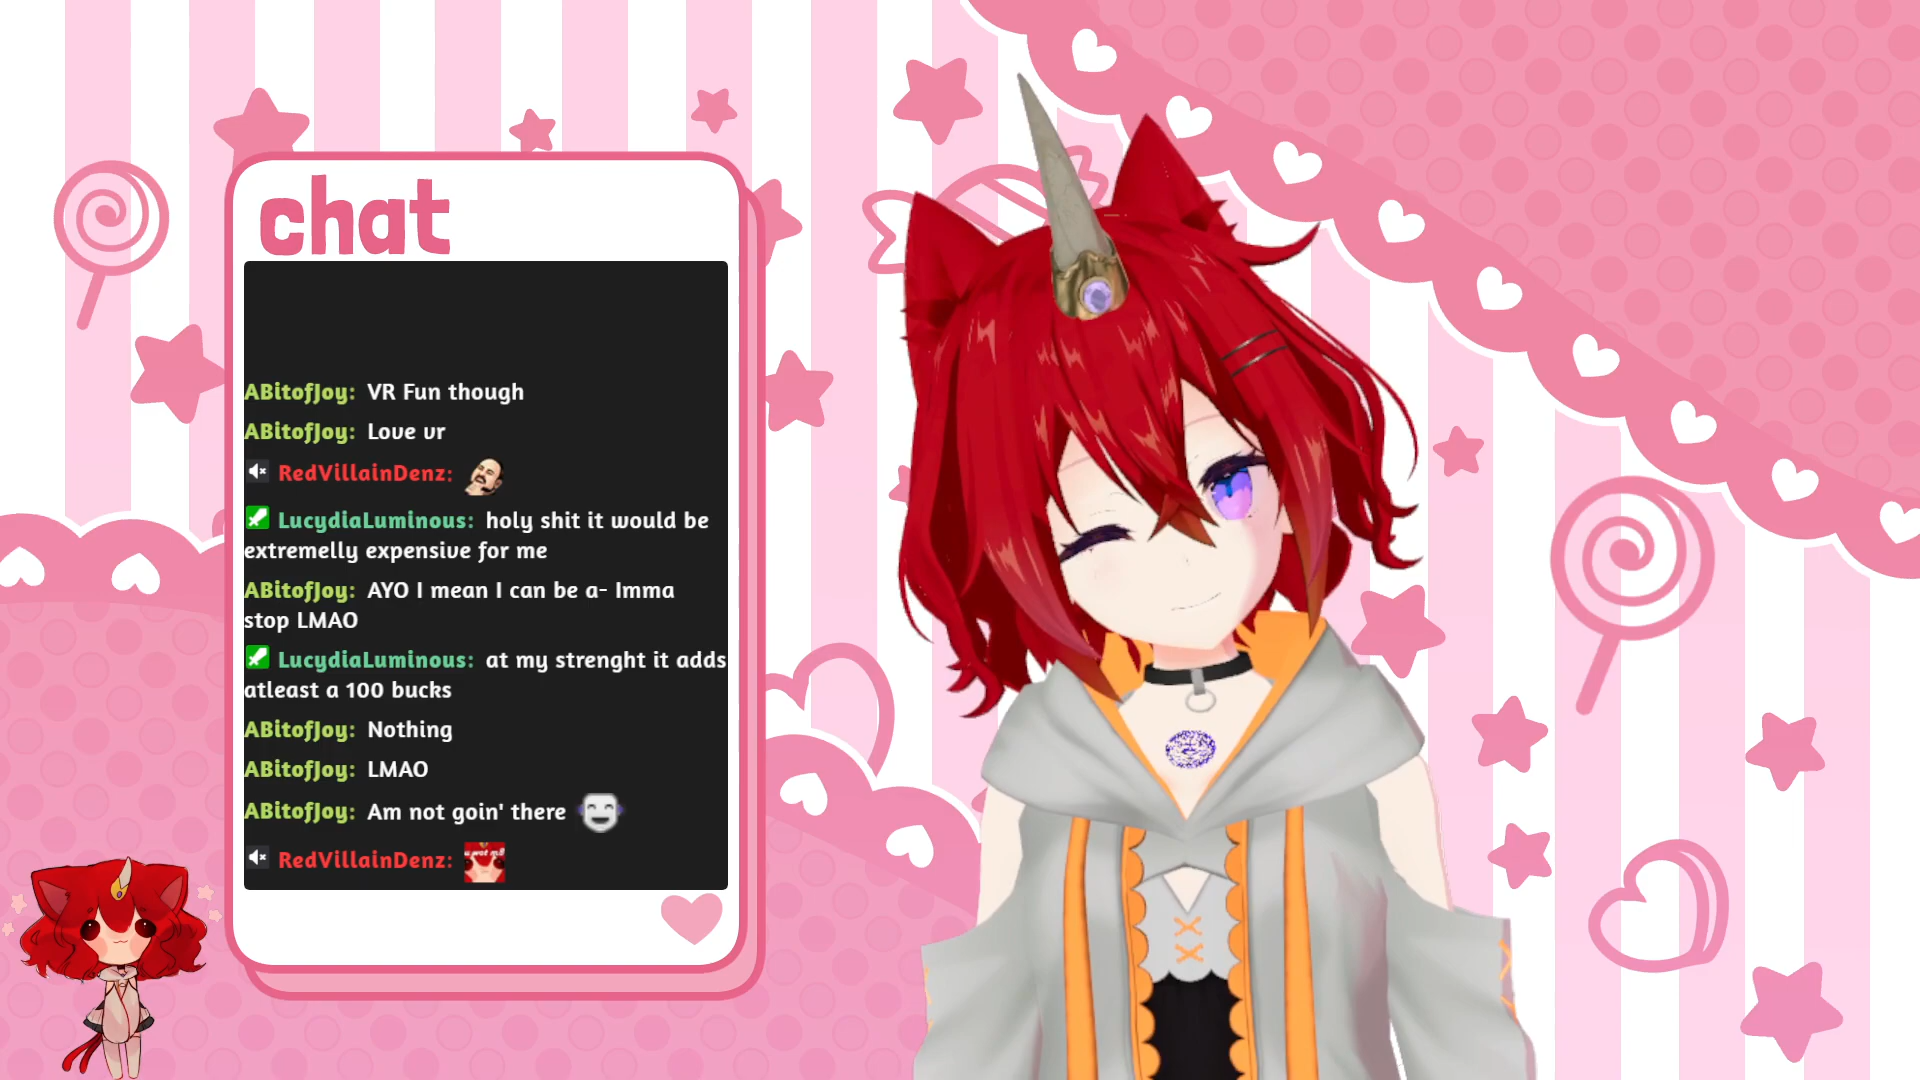 chat
ABitofJoy: VR Fun though
ABitofJoy: Love vr
RedVillainDenz:
LucydiaLuminous: holy shit it would be
extremelly expensive for me
ABitofJoy: AYO I mean I can be a- Imma
stop LMAO
LucydiaLuminous: at my strenght it adds
atleast a 100 bucks
ABitofJoy: Nothing
ABitofJoy: LMAO
ABitofJoy: Am not goin' there
RedVillainDenz: